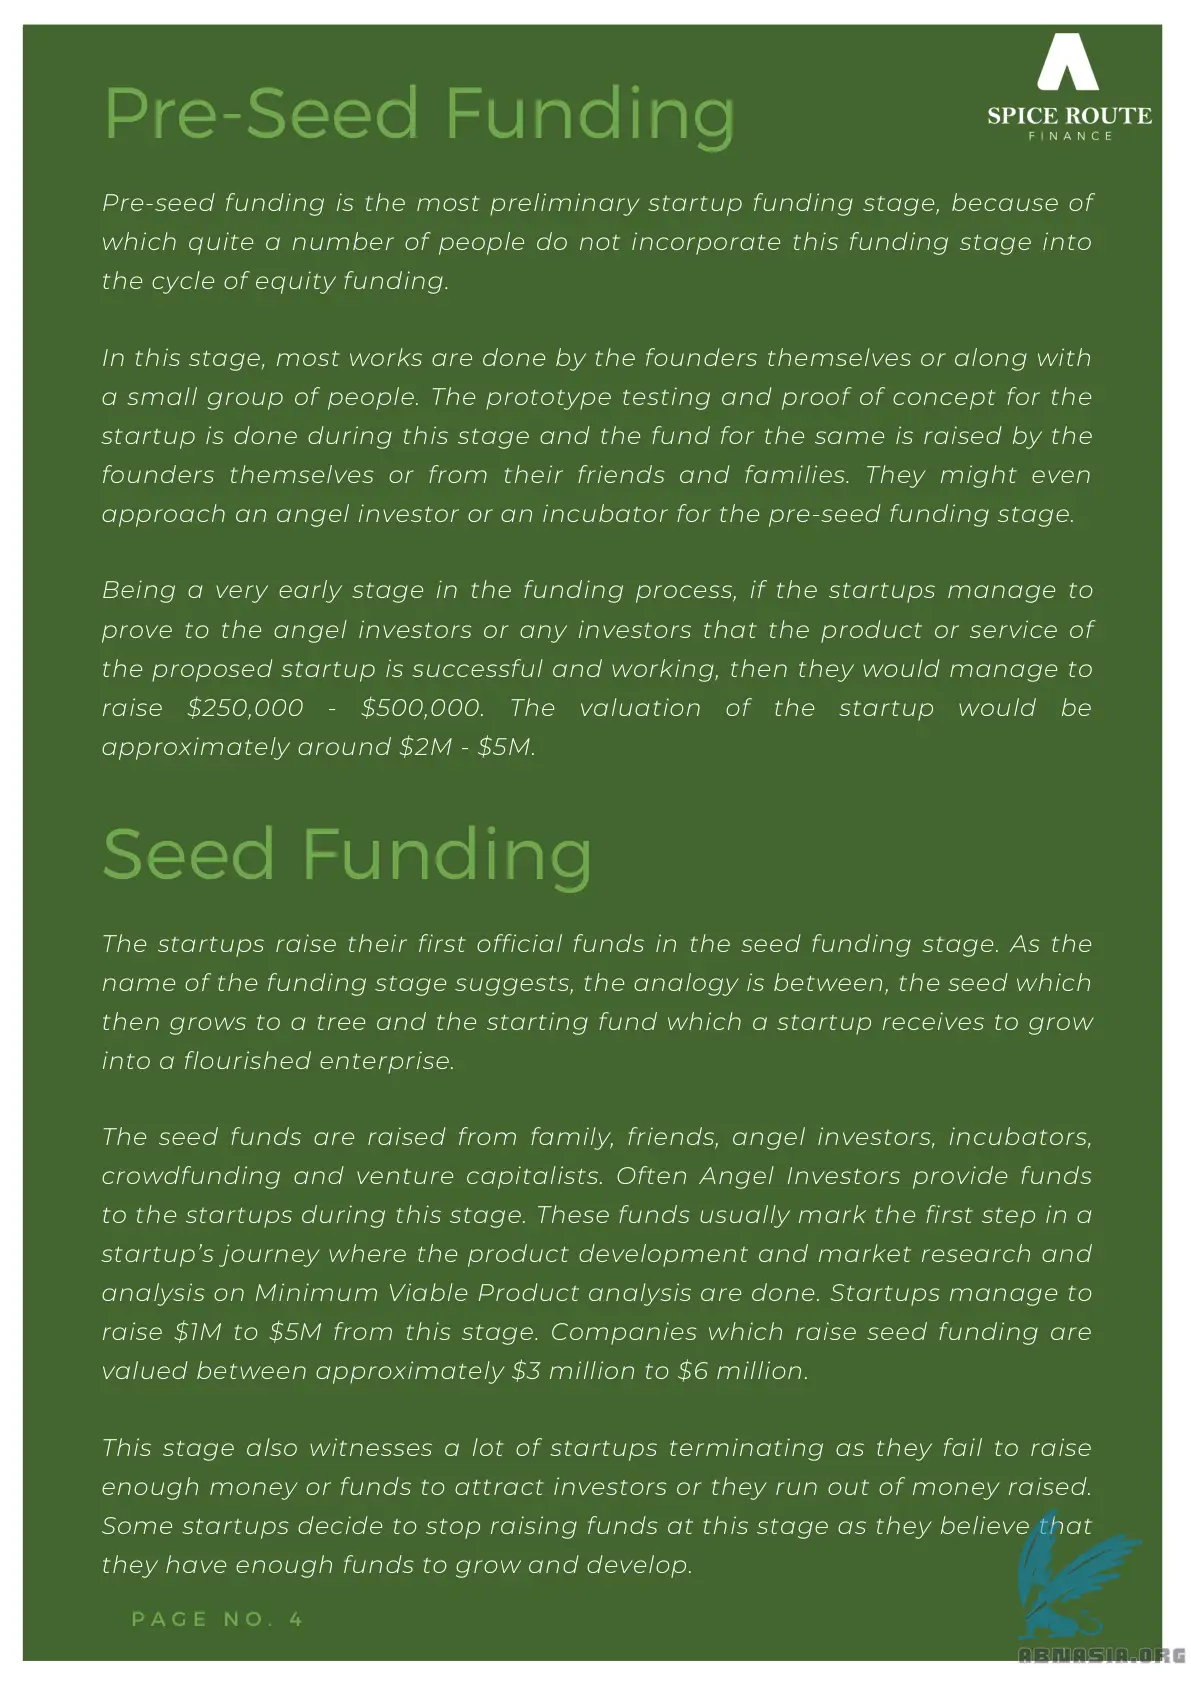 SPICE ROUTE
FINANCE
Pre-Seed Funding
Pre-seed funding is the most preliminary startup funding stage, because of
which quite a number of people do not incorporate this funding stage into
the cycle of equity funding.
In this stage, most works are done by the founders themselves or along with
a small group of people. The prototype testing and proof of concept for the
startup is done during this stage and the fund for the same is raised by the
founders themselves or from their friends and families. They might even
approach an angel investor or an incubator for the pre-seed funding stage.
Being a very early stage in the funding process, if the startups manage to
prove to the angel investors or any investors that the product or service of
the proposed startup is successful and working, then they would manage to
raise $250,000 - $500,000. The valuation of the startup would be
approximately around $2M - $5M.
Seed Funding
The startups raise their first official funds in the seed funding stage. As the
name of the funding stage suggests, the analogy is between, the seed which
then grows to a tree and the starting fund which a startup receives to grow
into a flourished enterprise.
The seed funds are raised from family, friends, angel investors, incubators,
crowdfunding and venture capitalists. Often Angel Investors provide funds
to the startups during this stage. These funds usually mark the first step in a
startup’s journey where the product development and market research and
analysis on Minimum Viable Product analysis are done. Startups manage to
raise $1M to $5M from this stage. Companies which raise seed funding are
valued between approximately $3 million to $6 million.
This stage also witnesses a lot of startups terminating as they fail to raise
enough money or funds to attract investors or they run out of money raised.
Some startups decide to stop raising funds at this stage as they believe that
they have enough funds to grow and develop.
PAGE NO. 4
ABNASIA.ORG